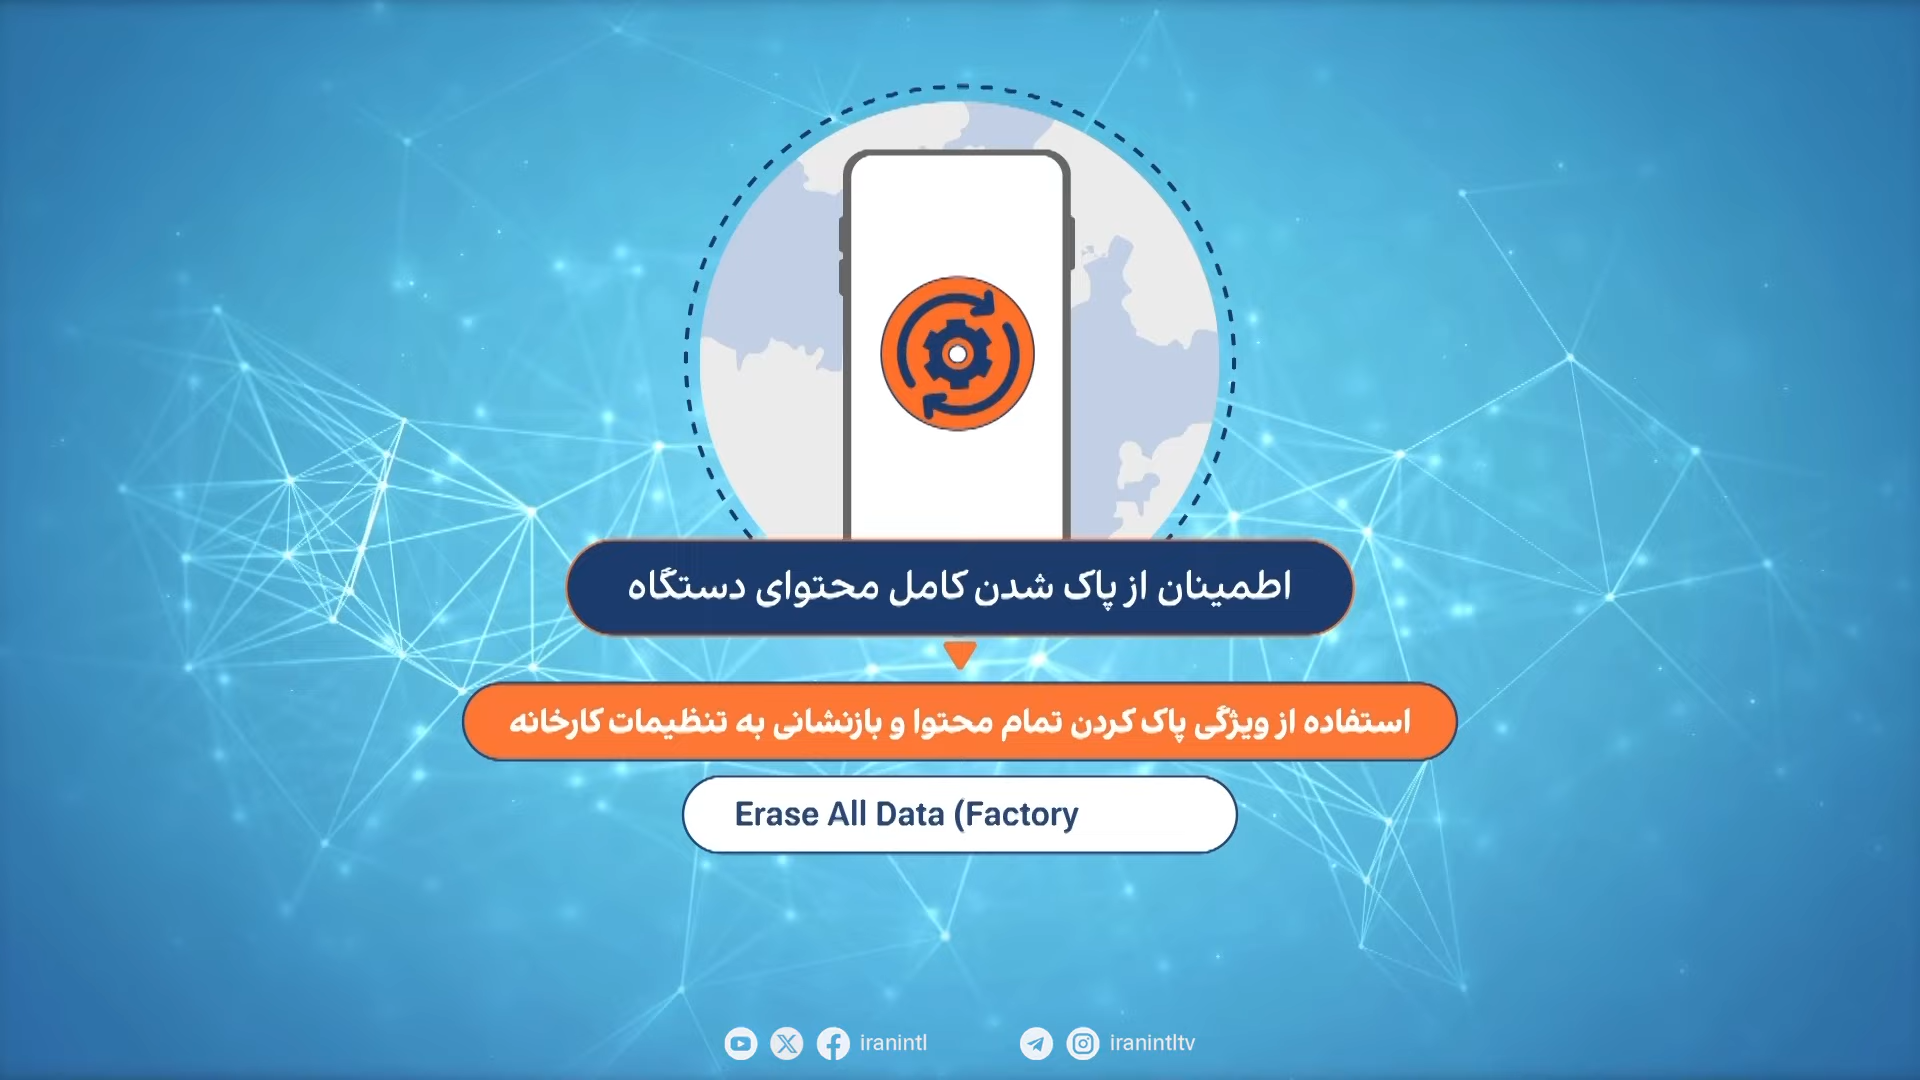 اطمینان از پاک شدن کامل محتوای دستگاه
استفاده از ویژگی پاک کردن تمام محتوا و بازنشانی به تنظیمات کارخانه
Erase All Data (Factory
iranintl
iranintltv